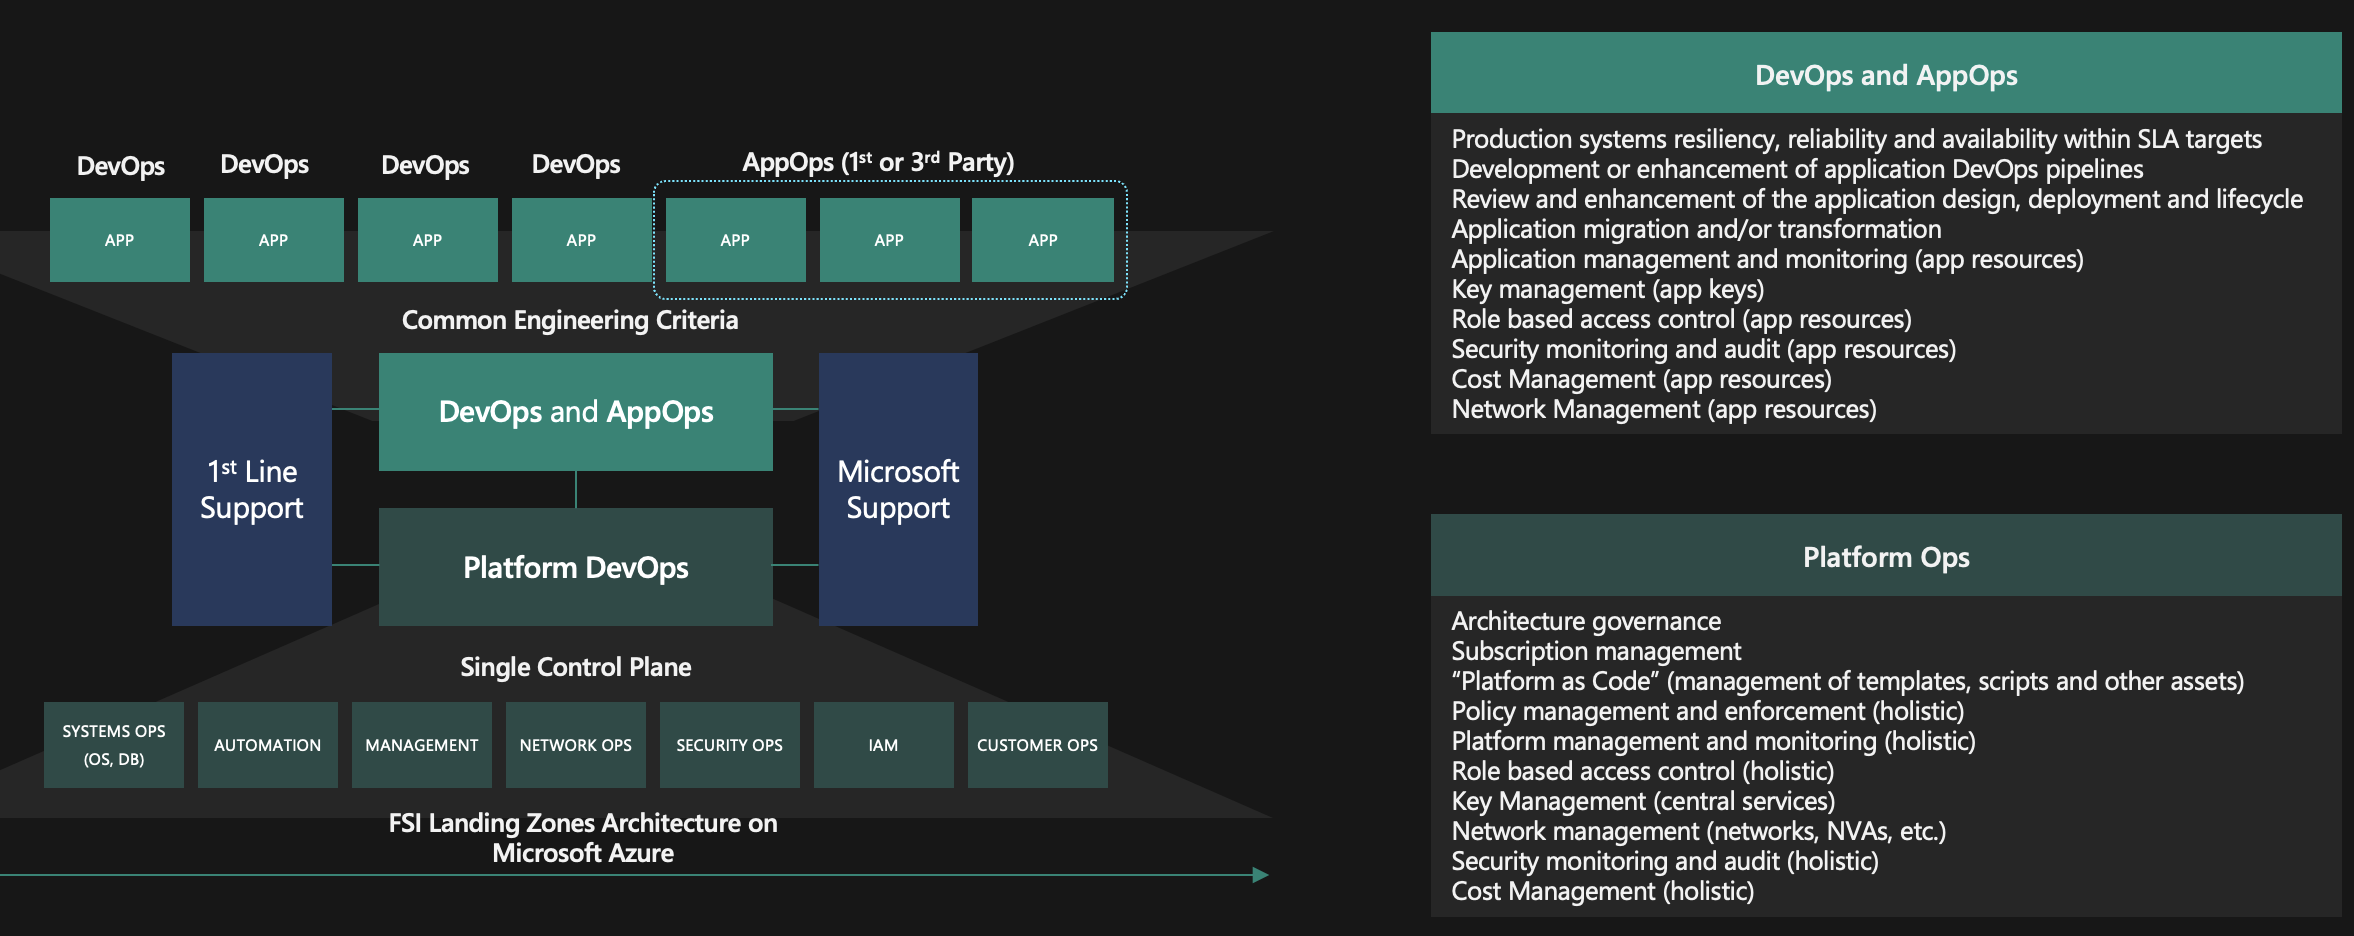 DevOps DevOps DevOps DevOps AppOps (1st or 3rd Party)
APP APP APP APP APP APP APP
Common Engineering Criteria
1st Line
Support
DevOps and AppOps
Platform DevOps
Microsoft
Support
Single Control Plane
SYSTEMS OPS
(OS, DB)
AUTOMATION
MANAGEMENT
NETWORK OPS
SECURITY OPS
IAM
CUSTOMER OPS
FSI Landing Zones Architecture on
Microsoft Azure
DevOps and AppOps
Production systems resiliency, reliability and availability within SLA targets
Development or enhancement of application DevOps pipelines
Review and enhancement of the application design, deployment and lifecycle
Application migration and/or transformation
Application management and monitoring (app resources)
Key management (app keys)
Role based access control (app resources)
Security monitoring and audit (app resources)
Cost Management (app resources)
Network Management (app resources)
Platform Ops
Architecture governance
Subscription management
“Platform as Code” (management of templates, scripts and other assets)
Policy management and enforcement (holistic)
Platform management and monitoring (holistic)
Role based access control (holistic)
Key Management (central services)
Network management (networks, NVAs, etc.)
Security monitoring and audit (holistic)
Cost Management (holistic)